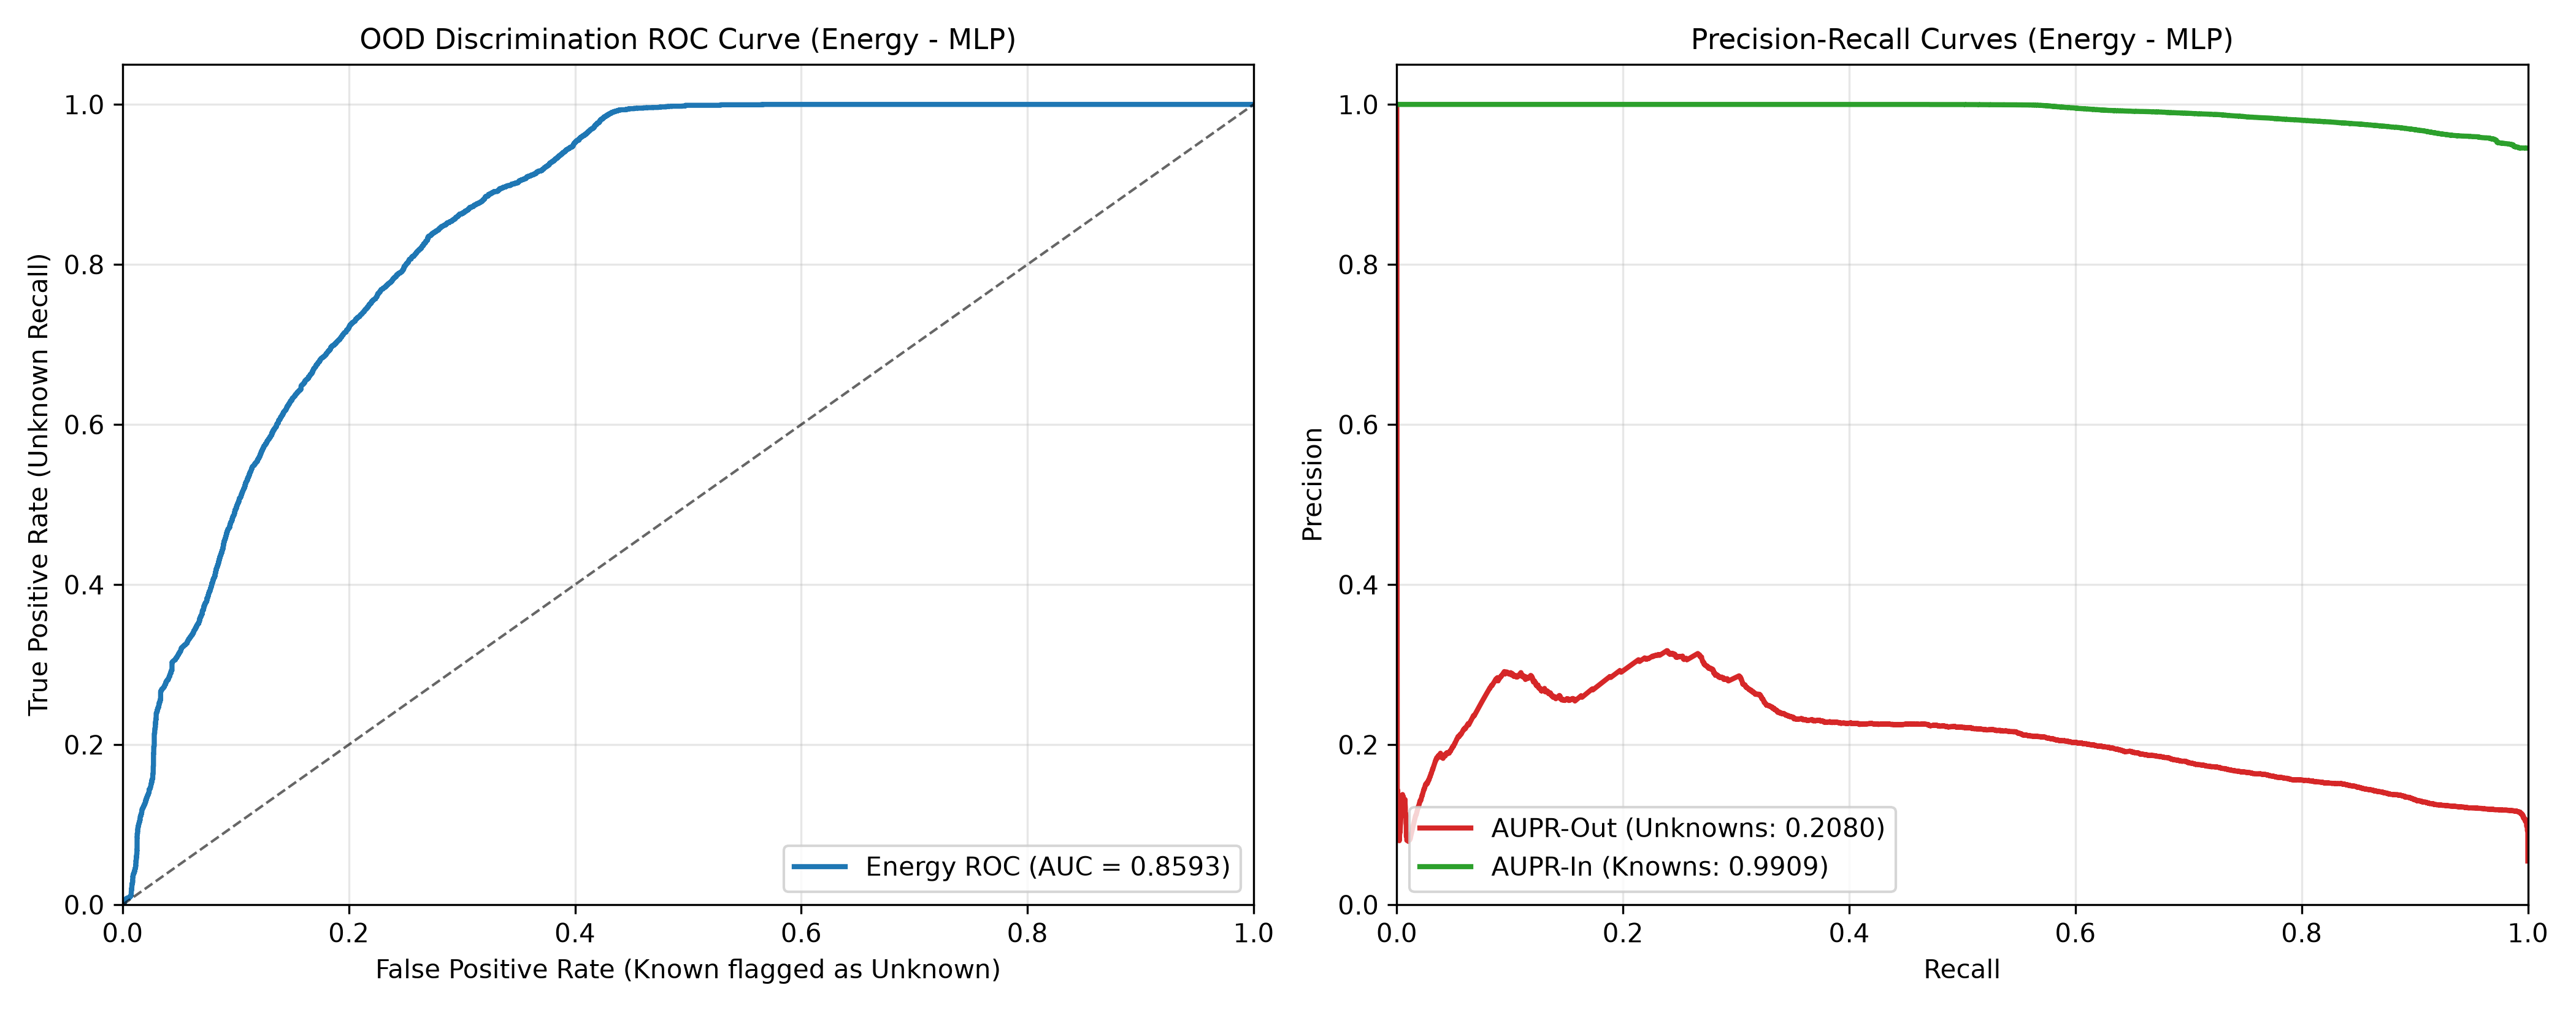 OOD Discrimination ROC Curve (Energy - MLP)
True Positive Rate (Unknown Recall)
1.0
0.8
0.6
0.4
0.2
0.0
0.0 0.2 0.4 0.6 0.8 1.0
False Positive Rate (Known flagged as Unknown)
Energy ROC (AUC = 0.8593)
Precision-Recall Curves (Energy - MLP)
Precision
1.0
0.8
0.6
0.4
0.2
0.0
0.0 0.2 0.4 0.6 0.8 1.0
Recall
AUPR-Out (Unknowns: 0.2080)
AUPR-In (Knowns: 0.9909)